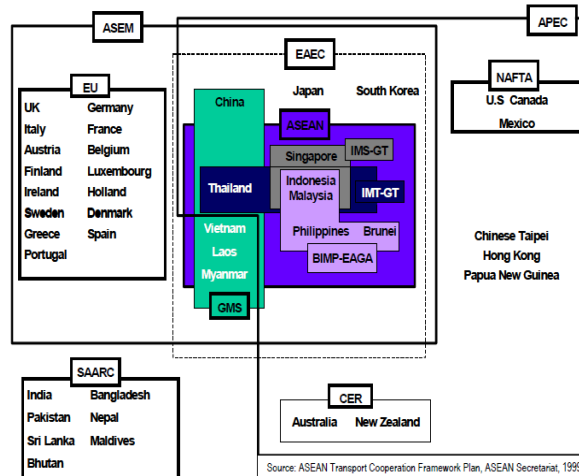 ASEM
APEC
EAEC
EU
NAFTA
UK Germany
Italy France
Austria Belgium
Finland Luxembourg
Ireland Holland
Sweden Denmark
Greece Spain
Portugal
China
Japan South Korea
U.S Canada
Mexico
ASEAN
Singapore
IMS-GT
Thailand
Indonesia
Malaysia
IMT-GT
Vietnam
Laos
Myanmar
Philippines Brunei
BIMP-EAGA
GMS
Chinese Taipei
Hong Kong
Papua New Guinea
SAARC
India Bangladesh
Pakistan Nepal
Sri Lanka Maldives
Bhutan
CER
Australia New Zealand
Source: ASEAN Transport Cooperation Framework Plan, ASEAN Secretariat,